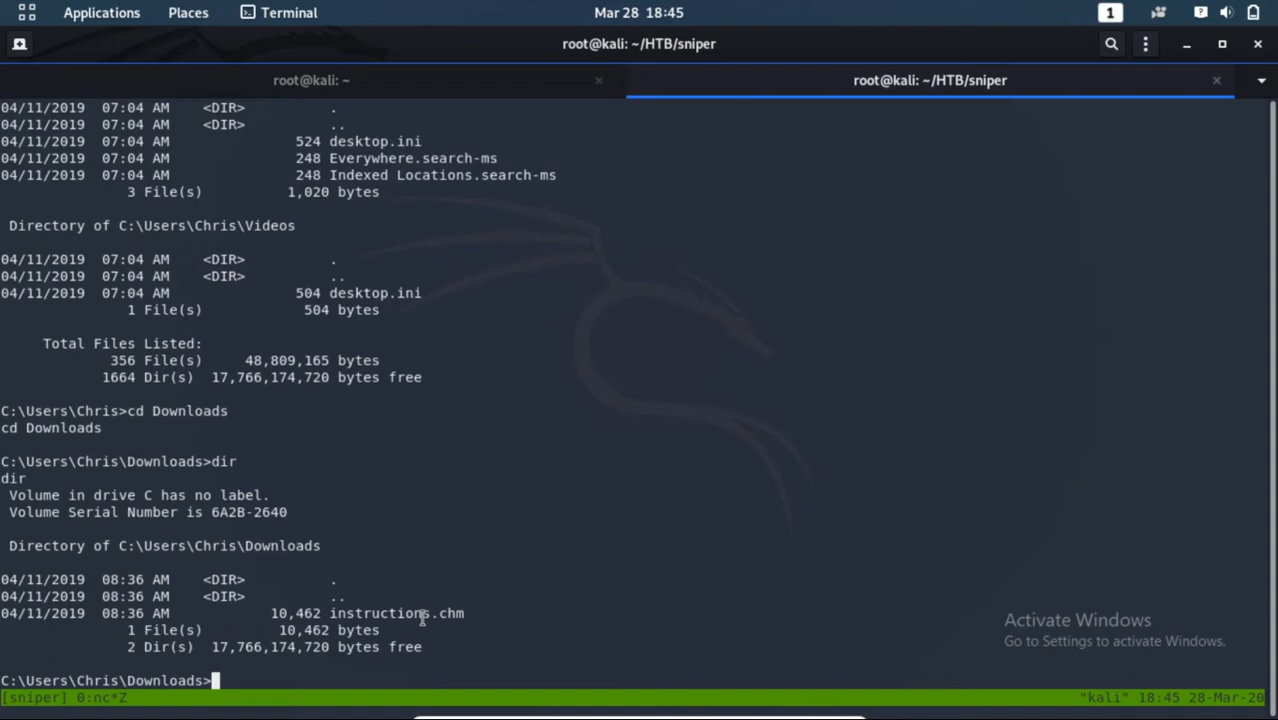 Applications Places Terminal Mar 28 18:45 1 ?
root@kali: ~/HTB/sniper
root@kali: ~ × root@kali: ~/HTB/sniper ×
04/11/2019  07:04 AM    <DIR>          .
04/11/2019  07:04 AM    <DIR>          ..
04/11/2019  07:04 AM               524 desktop.ini
04/11/2019  07:04 AM               248 Everywhere.search-ms
04/11/2019  07:04 AM               248 Indexed Locations.search-ms
               3 File(s)          1,020 bytes
 Directory of C:\Users\Chris\Videos
04/11/2019  07:04 AM    <DIR>          .
04/11/2019  07:04 AM    <DIR>          ..
04/11/2019  07:04 AM               504 desktop.ini
               1 File(s)            504 bytes
     Total Files Listed:
             356 File(s)     48,809,165 bytes
            1664 Dir(s)  17,766,174,720 bytes free
C:\Users\Chris>cd Downloads
cd Downloads
C:\Users\Chris\Downloads>dir
dir
 Volume in drive C has no label.
 Volume Serial Number is 6A2B-2640
 Directory of C:\Users\Chris\Downloads
04/11/2019  08:36 AM    <DIR>          .
04/11/2019  08:36 AM    <DIR>          ..
04/11/2019  08:36 AM            10,462 instructions.chm
               1 File(s)         10,462 bytes
               2 Dir(s)  17,766,174,720 bytes free
C:\Users\Chris\Downloads>
Activate Windows
Go to Settings to activate Windows.
[sniper] 0:nc*Z "kali" 18:45 28-Mar-20